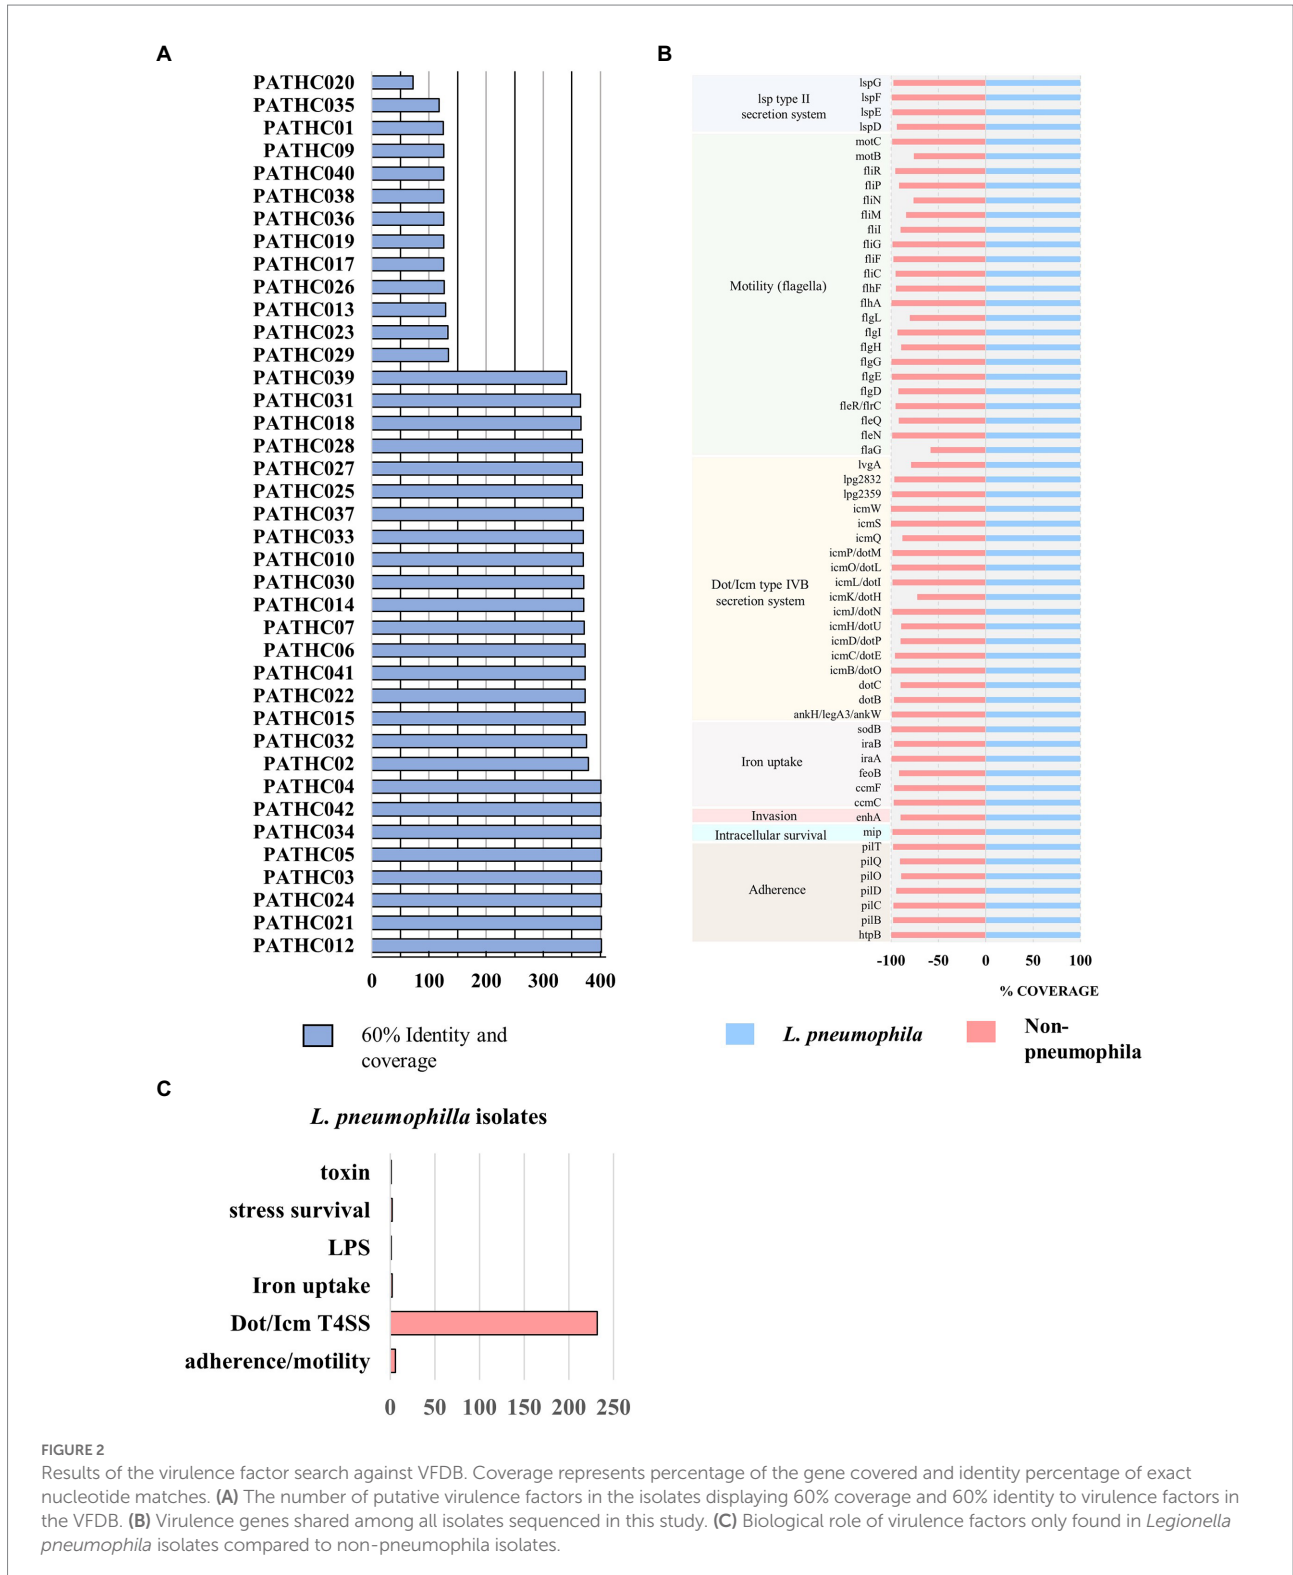 A
PATHC020
PATHC035
PATHC01
PATHC09
PATHC040
PATHC038
PATHC036
PATHC019
PATHC017
PATHC026
PATHC013
PATHC023
PATHC029
PATHC039
PATHC031
PATHC018
PATHC028
PATHC027
PATHC025
PATHC037
PATHC033
PATHC010
PATHC030
PATHC014
PATHC07
PATHC06
PATHC041
PATHC022
PATHC015
PATHC032
PATHC02
PATHC04
PATHC042
PATHC034
PATHC05
PATHC03
PATHC024
PATHC021
PATHC012
0 100 200 300 400
60% Identity and
coverage
B
lsp type II
secretion system
Motility (flagella)
Dot/Icm type IVB
secretion system
Iron uptake
Invasion
Intracellular survival
Adherence
lspG
lspF
lspE
lspD
motC
motB
fliR
fliP
fliN
fliM
fliI
fliG
fliF
fliC
flhF
flhA
flgL
flgI
flgH
flgG
flgE
flgD
fleR/flrC
fleQ
fleN
flaG
lvgA
lpg2832
lpg2359
icmW
icmS
icmQ
icmP/dotM
icmO/dotL
icmL/dotI
icmK/dotH
icmJ/dotN
icmH/dotU
icmD/dotP
icmC/dotE
icmB/dotO
dotC
dotB
ankH/legA3/ankW
sodB
iraB
iraA
feoB
ccmF
ccmC
enhA
mip
pilT
pilQ
pilO
pilD
pilC
pilB
htpB
-100 -50 0 50 100
% COVERAGE
L. pneumophila
Non-
pneumophila
C
L. pneumophilla isolates
toxin
stress survival
LPS
Iron uptake
Dot/Icm T4SS
adherence/motility
0 50 100 150 200 250
FIGURE 2
Results of the virulence factor search against VFDB. Coverage represents percentage of the gene covered and identity percentage of exact
nucleotide matches. (A) The number of putative virulence factors in the isolates displaying 60% coverage and 60% identity to virulence factors in
the VFDB. (B) Virulence genes shared among all isolates sequenced in this study. (C) Biological role of virulence factors only found in Legionella
pneumophila isolates compared to non-pneumophila isolates.